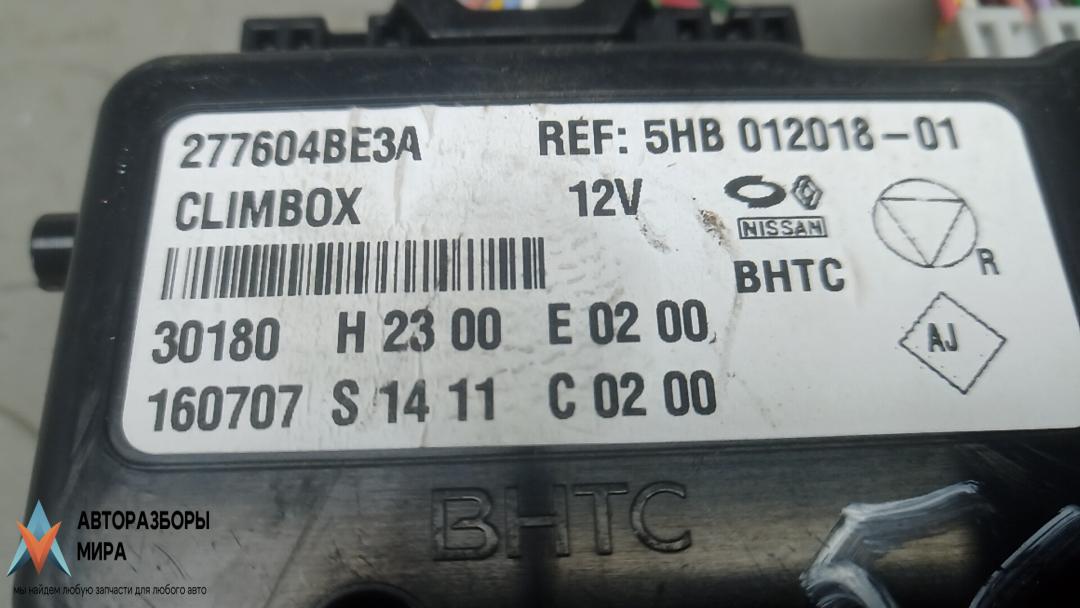 277604BE3A REF: 5HB 012018-01
CLIMBOX 12V
NISSAN
BHTC
R
30180 H 23 00 E 02 00
AJ
160707 S 14 11 C 02 00
BHTC
АВТОРАЗБОРЫ
МИРА
мы найдем любую запчасти для любого авто